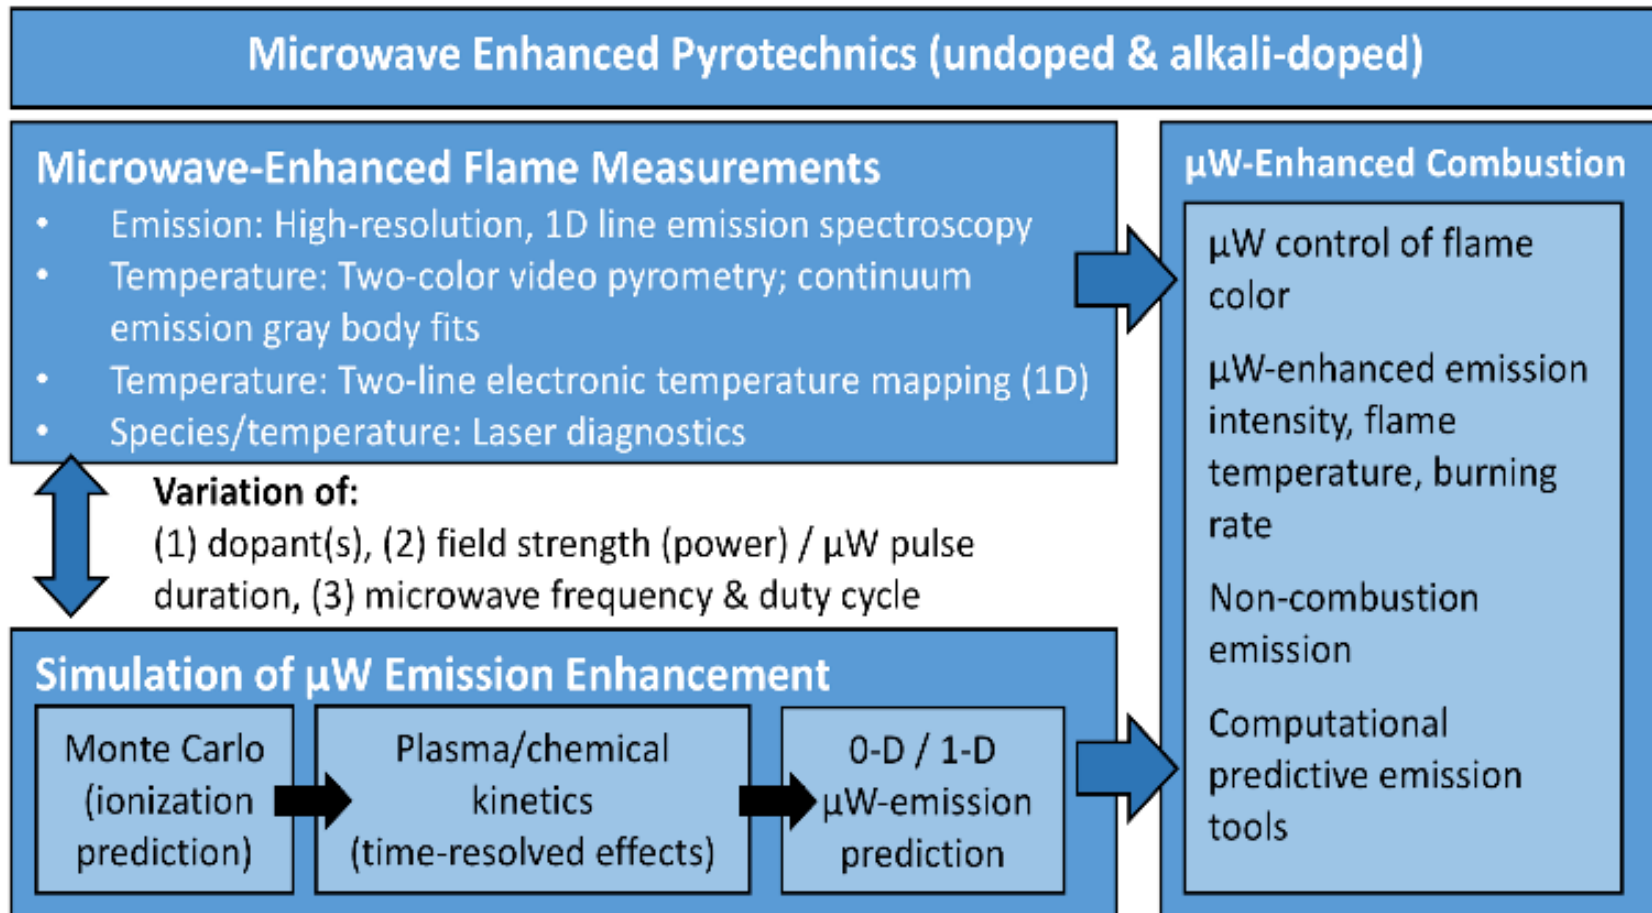 Microwave Enhanced Pyrotechnics (undoped & alkali-doped)
Microwave-Enhanced Flame Measurements
• Emission: High-resolution, 1D line emission spectroscopy
• Temperature: Two-color video pyrometry; continuum
emission gray body fits
• Temperature: Two-line electronic temperature mapping (1D)
• Species/temperature: Laser diagnostics
Variation of:
(1) dopant(s), (2) field strength (power) / µW pulse
duration, (3) microwave frequency & duty cycle
Simulation of µW Emission Enhancement
Monte Carlo
(ionization
prediction)
Plasma/chemical
kinetics
(time-resolved effects)
0-D / 1-D
µW-emission
prediction
µW-Enhanced Combustion
µW control of flame
color
µW-enhanced emission
intensity, flame
temperature, burning
rate
Non-combustion
emission
Computational
predictive emission
tools